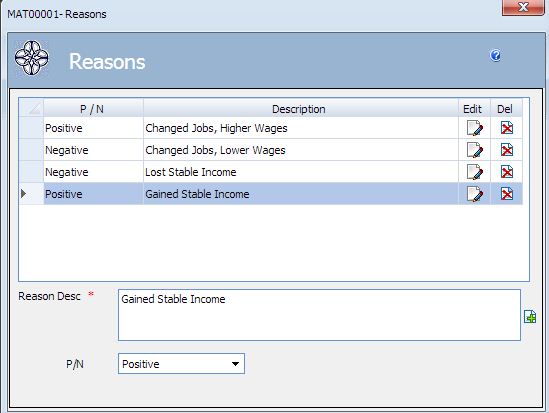 MAT00001- Reasons
Reasons
P / N Description Edit Del
Positive Changed Jobs, Higher Wages
Negative Changed Jobs, Lower Wages
Negative Lost Stable Income
Positive Gained Stable Income
Reason Desc * Gained Stable Income
P/N Positive